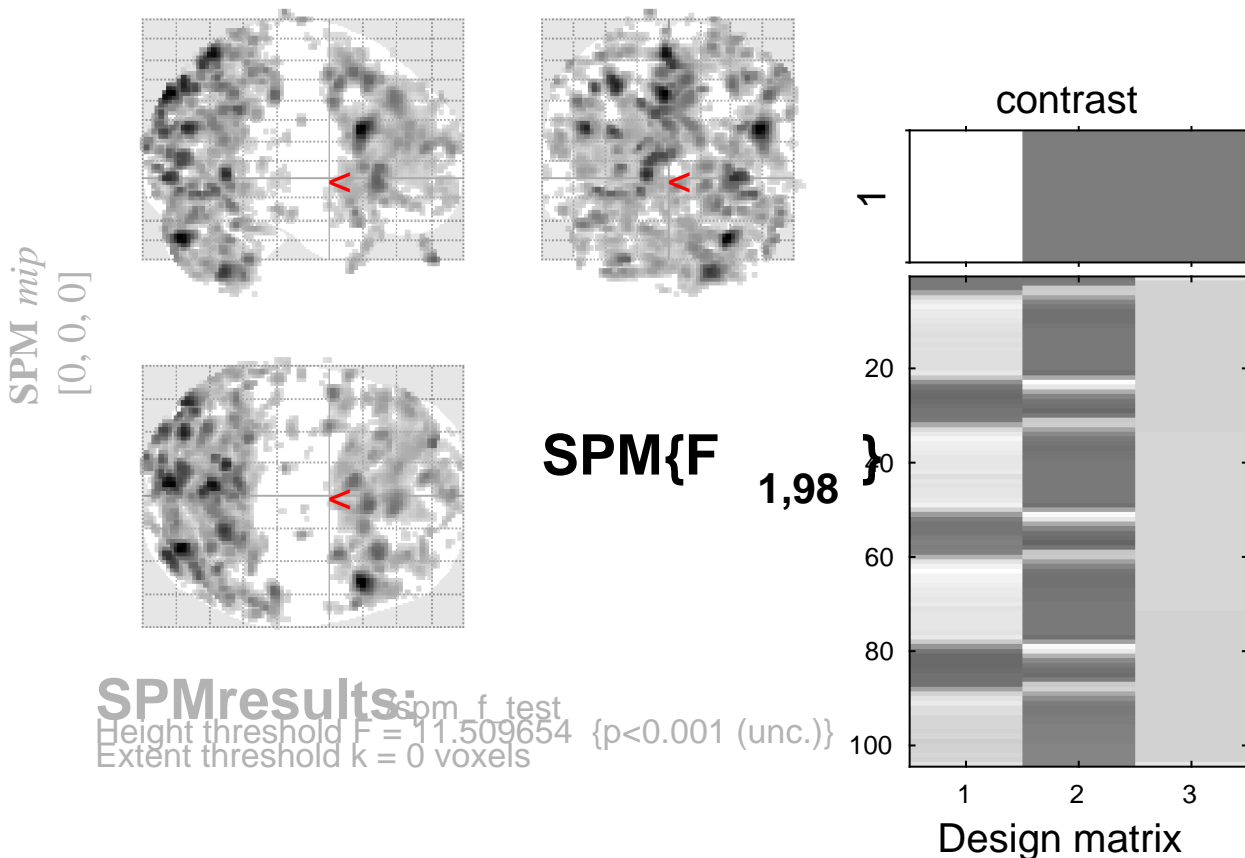 SPM mip
[0, 0, 0]
<
<
<
SPM{F 1,98 }
SPMresults: ./spm_f_test
Height threshold F = 11.509654 {p<0.001 (unc.)}
Extent threshold k = 0 voxels
contrast
1
20
40
60
80
100
1 2 3
Design matrix